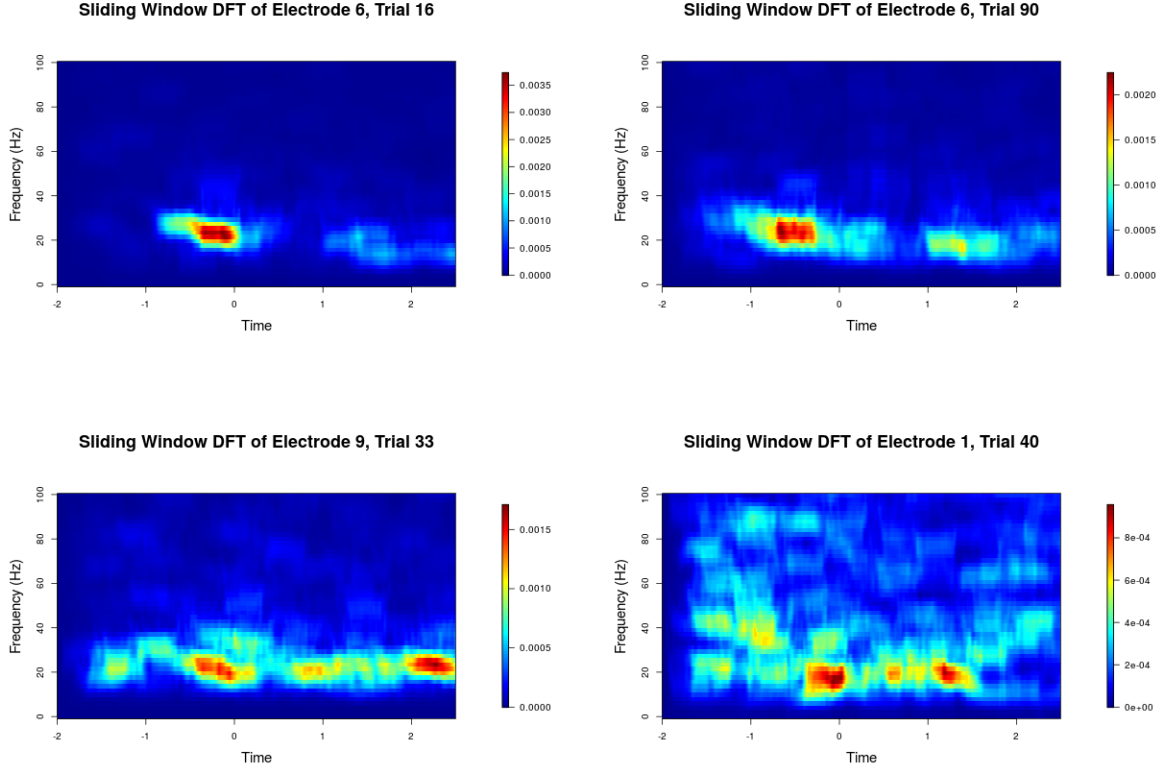 Sliding Window DFT of Electrode 6, Trial 16
Frequency (Hz)
100
80
60
40
20
0
-2 -1 0 1 2
Time
0.0035
0.0030
0.0025
0.0020
0.0015
0.0010
0.0005
0.0000
Sliding Window DFT of Electrode 6, Trial 90
Frequency (Hz)
100
80
60
40
20
0
-2 -1 0 1 2
Time
0.0020
0.0015
0.0010
0.0005
0.0000
Sliding Window DFT of Electrode 9, Trial 33
Frequency (Hz)
100
80
60
40
20
0
-2 -1 0 1 2
Time
0.0015
0.0010
0.0005
0.0000
Sliding Window DFT of Electrode 1, Trial 40
Frequency (Hz)
100
80
60
40
20
0
-2 -1 0 1 2
Time
8e-04
6e-04
4e-04
2e-04
0e+00